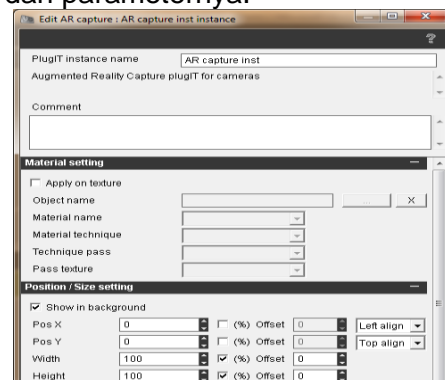 dan parameternya.
Edit AR capture : AR capture inst instance
?
PlugIT instance name AR capture inst
Augmented Reality Capture plugIT for cameras
Comment
Material setting
Apply on texture
Object name ... X
Material name
Material technique
Technique pass
Pass texture
Position / Size setting
Show in background
Pos X 0 (%) Offset 0 Left align
Pos Y 0 (%) Offset 0 Top align
Width 100 (%) Offset 0
Height 100 (%) Offset 0